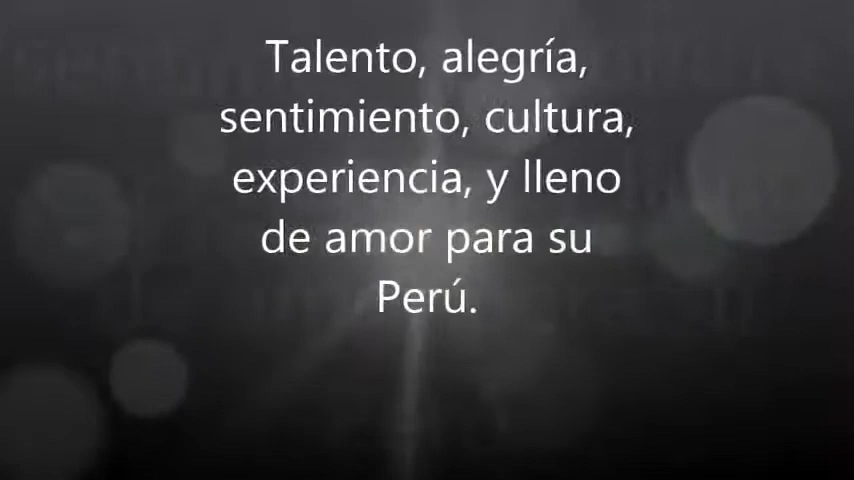 Talento, alegría,
sentimiento, cultura,
experiencia, y lleno
de amor para su
Perú.